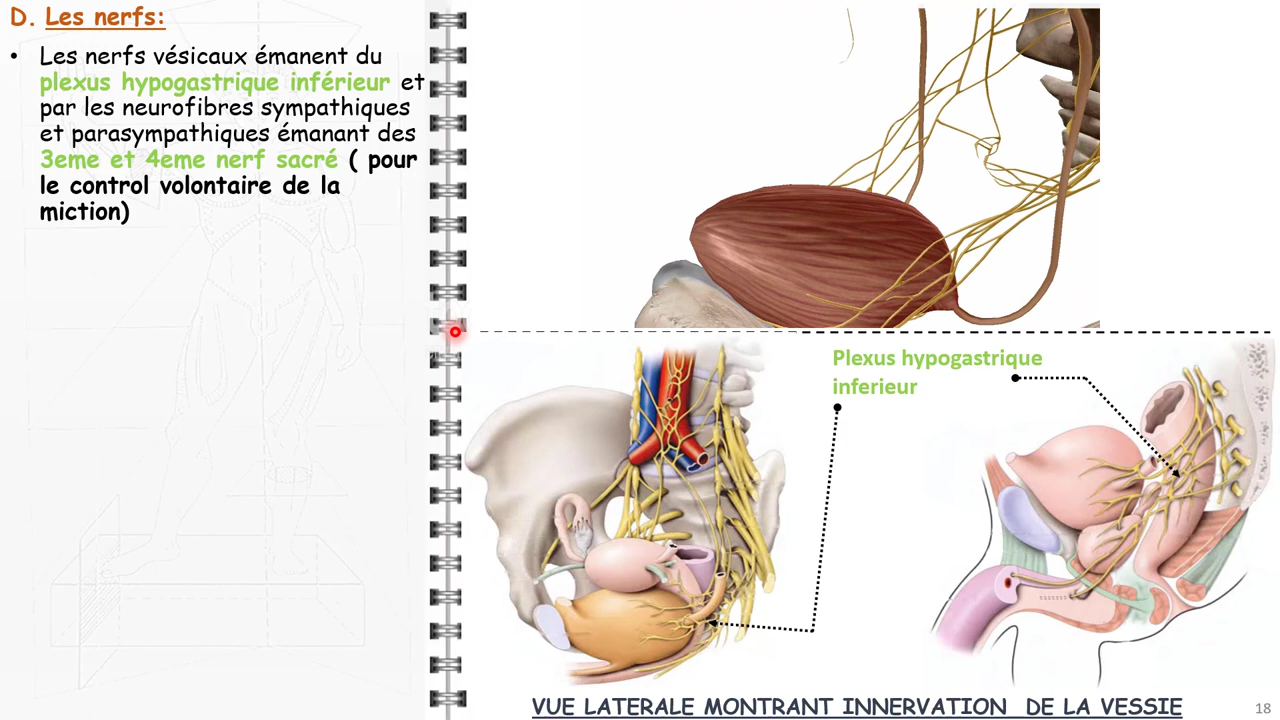 D. Les nerfs:
• Les nerfs vésicaux émanent du
plexus hypogastrique inférieur et
par les neurofibres sympathiques
et parasympathiques émanant des
3eme et 4eme nerf sacré ( pour
le control volontaire de la
miction)
Plexus hypogastrique
inferieur
VUE LATERALE MONTRANT INNERVATION DE LA VESSIE
18